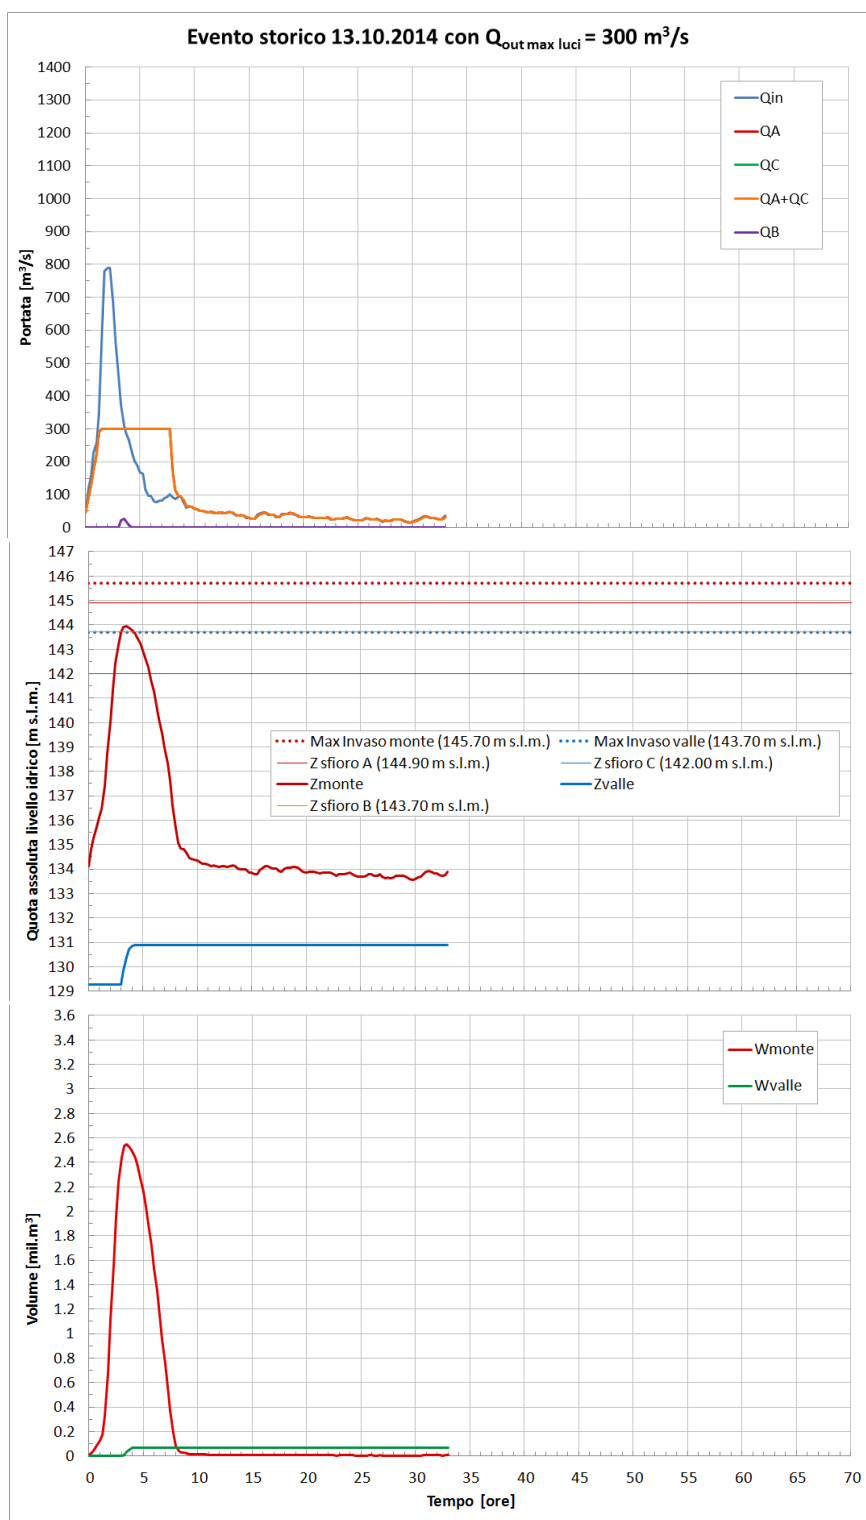 Evento storico 13.10.2014 con Qout max luci = 300 m³/s
1400
1300
1200
1100
1000
900
800
700
600
500
400
300
200
100
0
Portata [m³/s]
Qin
QA
QC
QA+QC
QB
147
146
145
144
143
142
141
140
139
138
137
136
135
134
133
132
131
130
129
Quota assoluta livello idrico [m s.l.m.]
Max Invaso monte (145.70 m s.l.m.)
Max Invaso valle (143.70 m s.l.m.)
Z sfioro A (144.90 m s.l.m.)
Z sfioro C (142.00 m s.l.m.)
Zmonte
Zvalle
Z sfioro B (143.70 m s.l.m.)
3.6
3.4
3.2
3
2.8
2.6
2.4
2.2
2
1.8
1.6
1.4
1.2
1
0.8
0.6
0.4
0.2
0
Volume [mil.m³]
Wmonte
Wvalle
0 5 10 15 20 25 30 35 40 45 50 55 60 65 70
Tempo [ore]